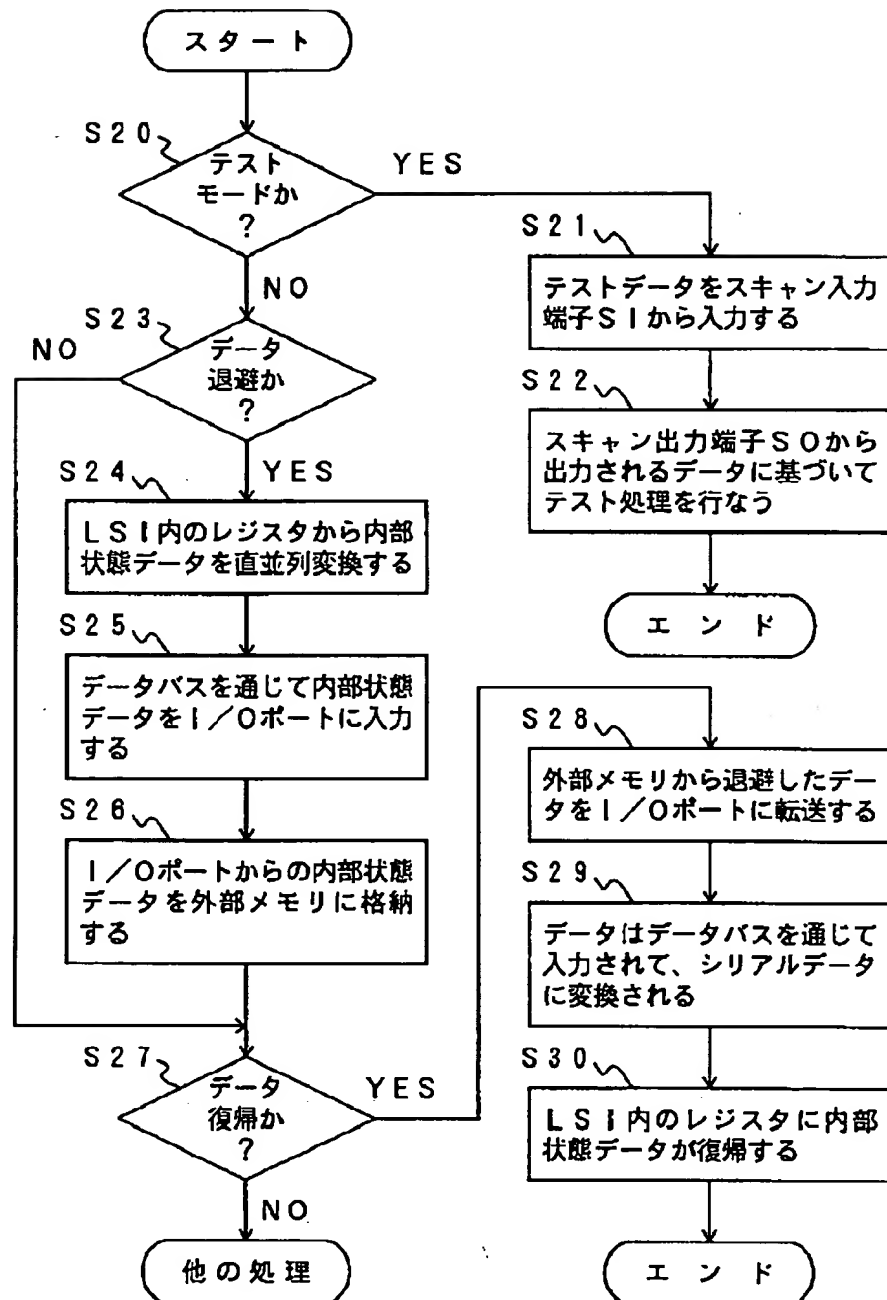 スタート
S20
テスト
モードか
?
YES
NO
S21
テストデータをスキャン入力
端子SIから入力する
S22
スキャン出力端子SOから
出力されるデータに基づいて
テスト処理を行なう
エンド
S23
データ
退避か
?
NO
YES
S24
LSI内のレジスタから内部
状態データを直並列変換する
S25
データバスを通じて内部状態
データをI/Oポートに入力
する
S26
I/Oポートからの内部状態
データを外部メモリに格納
する
S27
データ
復帰か
?
YES
NO
他の処理
S28
外部メモリから退避したデー
タをI/Oポートに転送する
S29
データはデータバスを通じて
入力されて、シリアルデータ
に変換される
S30
LSI内のレジスタに内部
状態データが復帰する
エンド